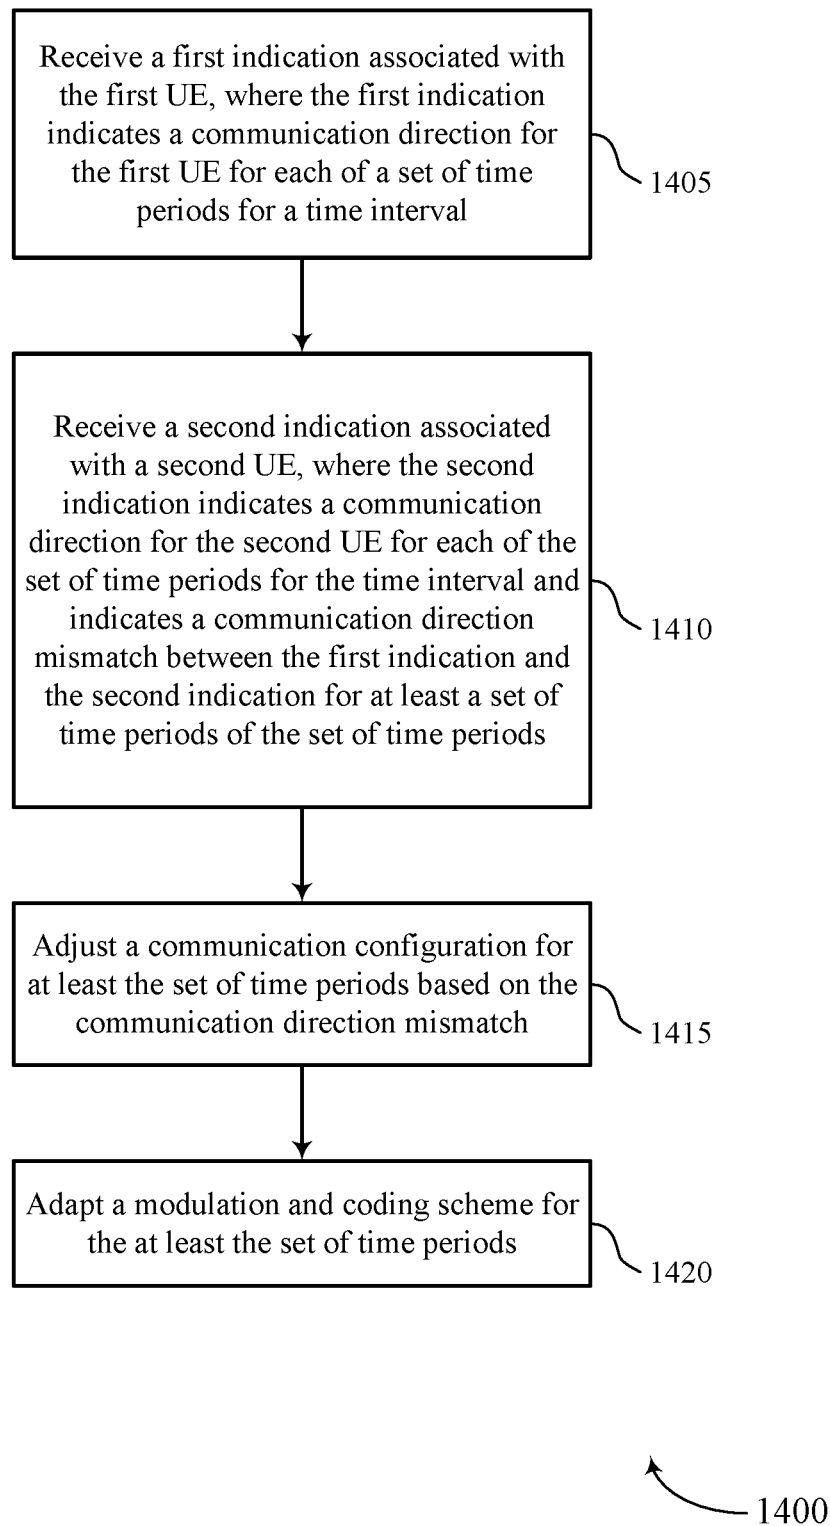 Receive a first indication associated with
the first UE, where the first indication
indicates a communication direction for
the first UE for each of a set of time
periods for a time interval
1405
Receive a second indication associated
with a second UE, where the second
indication indicates a communication
direction for the second UE for each of the
set of time periods for the time interval and
indicates a communication direction
mismatch between the first indication and
the second indication for at least a set of
time periods of the set of time periods
1410
Adjust a communication configuration for
at least the set of time periods based on the
communication direction mismatch
1415
Adapt a modulation and coding scheme for
the at least the set of time periods
1420
1400